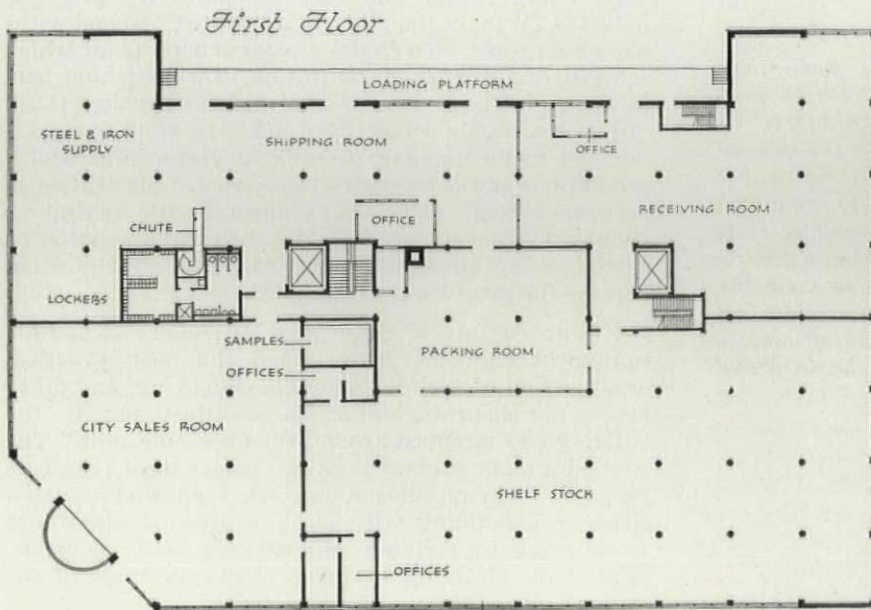 First Floor
LOADING PLATFORM
STEEL & IRON
SUPPLY
SHIPPING ROOM
OFFICE
CHUTE
OFFICE
RECEIVING ROOM
LOCKERS
SAMPLES
OFFICES
PACKING ROOM
CITY SALES ROOM
SHELF STOCK
OFFICES